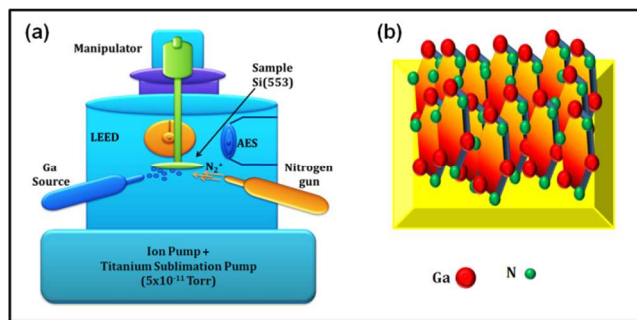 (a)
Manipulator
Sample
Si(553)
LEED
AES
Ga
Source
N₂⁺
Nitrogen
gun
Ion Pump +
Titanium Sublimation Pump
(5x10⁻¹¹ Torr)
(b)
Ga
N